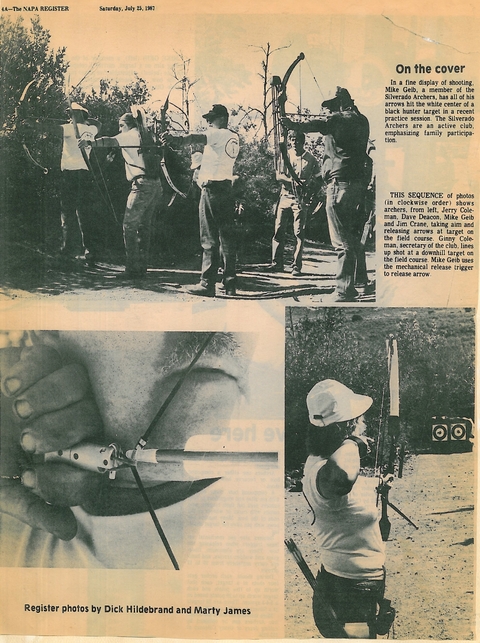 4A—The NAPA REGISTER Saturday, July 25, 1987
On the cover
In a fine display of shooting,
Mike Geib, a member of the
Silverado Archers, has all of his
arrows hit the white center of a
black hunter target in a recent
practice session. The Silverado
Archers are an active club,
emphasizing family participa-
tion.
THIS SEQUENCE of photos
(in clockwise order) shows
archers, from left, Jerry Cole-
man, Dave Deacon, Mike Geib
and Jim Crane, taking aim and
releasing arrows at target on
the field course. Ginny Cole-
man, secretary of the club, lines
up shot at a downhill target on
the field course. Mike Geib uses
the mechanical release trigger
to release arrow.
Register photos by Dick Hildebrand and Marty James